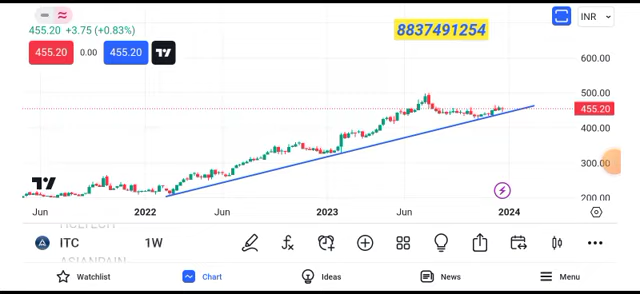 455.20 +3.75 (+0.83%)
8837491254
INR
455.20 0.00 455.20
600.00
500.00
455.20
400.00
300.00
200.00
Jun 2022 Jun 2023 Jun 2024
HCLTECH
ITC 1W
ASIANPAIN
Watchlist Chart Ideas News Menu